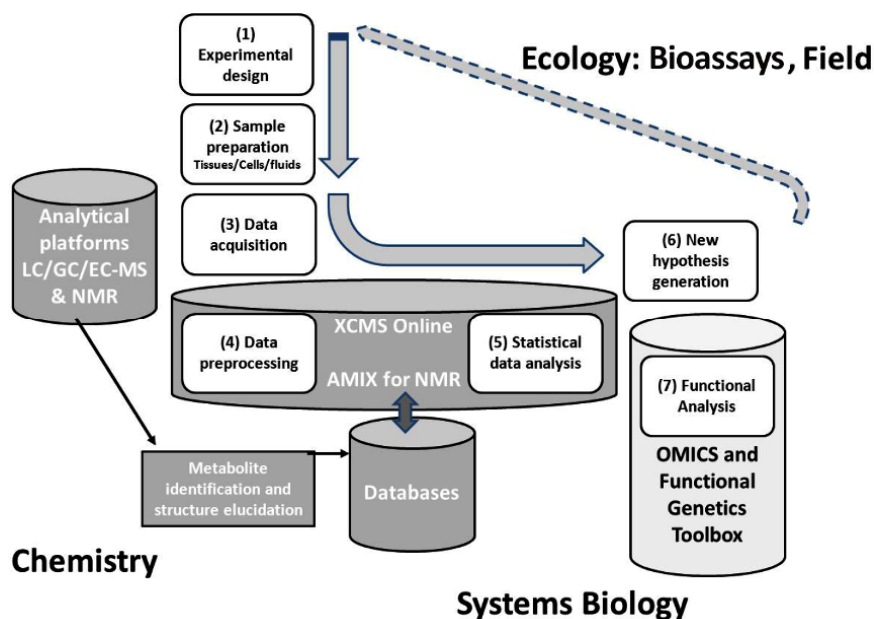 (1)
Experimental
design
Ecology: Bioassays, Field
(2) Sample
preparation
Tissues/Cells/fluids
Analytical
platforms
LC/GC/EC-MS
& NMR
(3) Data
acquisition
(6) New
hypothesis
generation
XCMS Online
(4) Data
preprocessing
(5) Statistical
data analysis
AMIX for NMR
(7) Functional
Analysis
OMICS and
Functional
Genetics
Toolbox
Metabolite
identification and
structure elucidation
Databases
Chemistry
Systems Biology